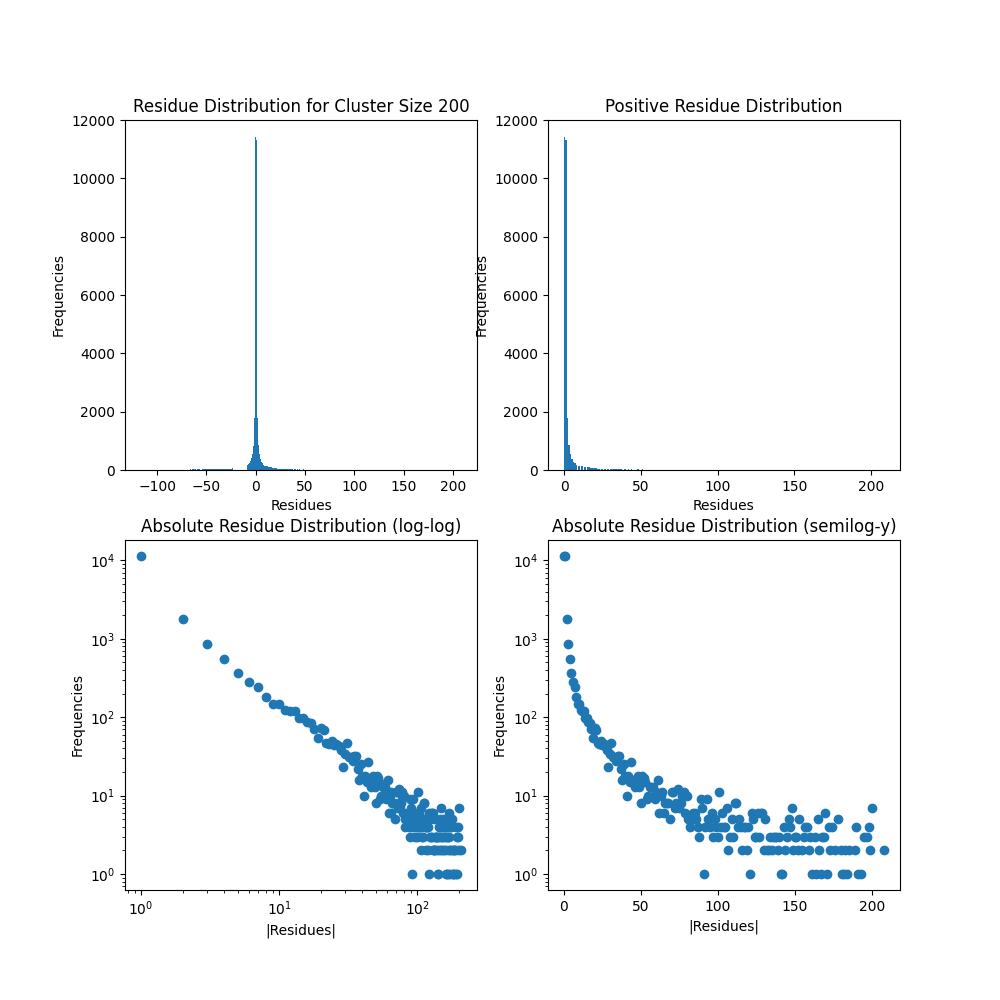 Residue Distribution for Cluster Size 200
Positive Residue Distribution
12000
10000
8000
6000
4000
2000
0
Frequencies
−100 −50 0 50 100 150 200
Residues
12000
10000
8000
6000
4000
2000
0
Frequencies
0 50 100 150 200
Residues
Absolute Residue Distribution (log-log)
Absolute Residue Distribution (semilog-y)
10⁴
10³
10²
10¹
10⁰
Frequencies
10⁰ 10¹ 10²
|Residues|
10⁴
10³
10²
10¹
10⁰
Frequencies
0 50 100 150 200
|Residues|